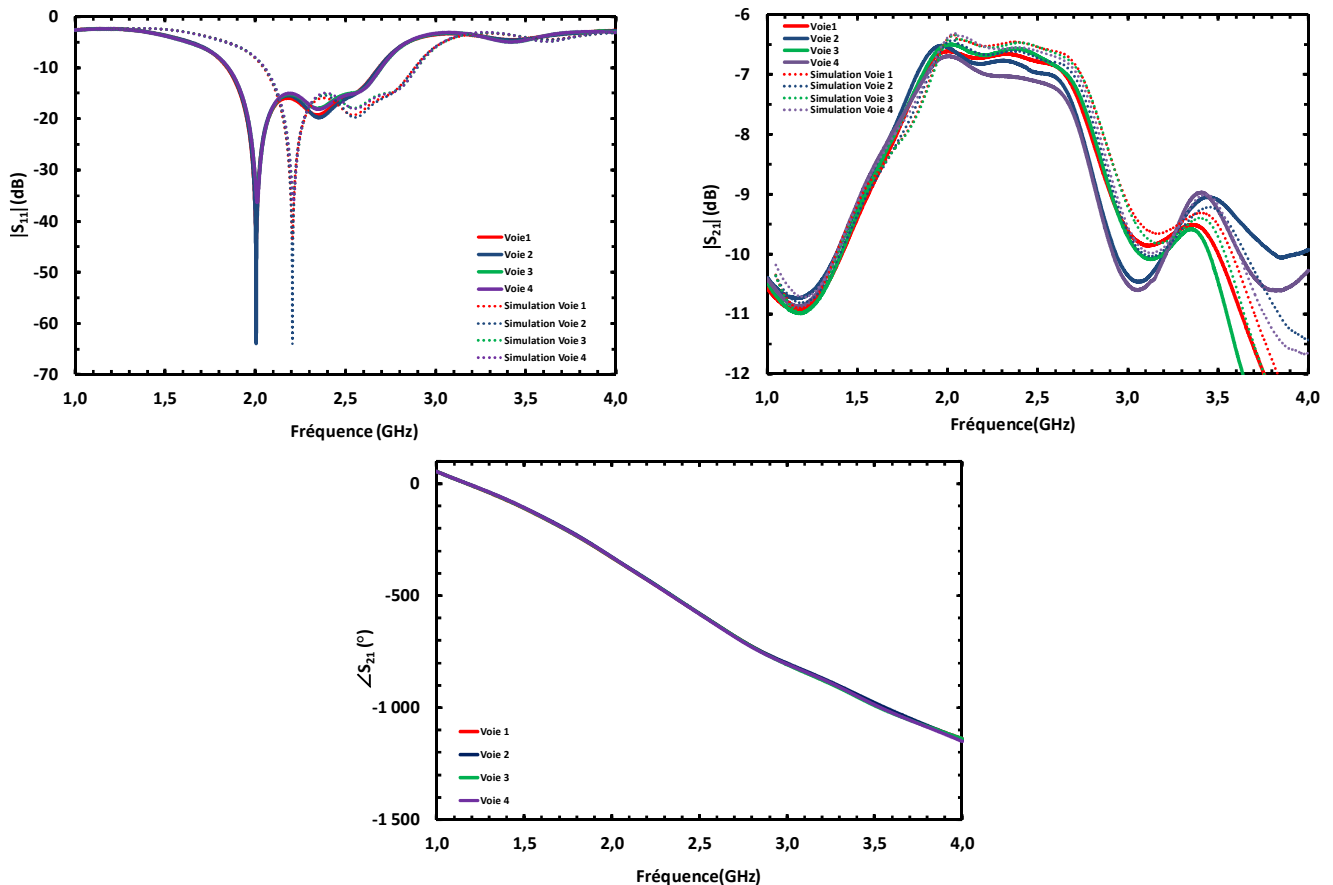 0
-10
-20
-30
-40
-50
-60
-70
|S11| (dB)
Voie1
Voie 2
Voie 3
Voie 4
Simulation Voie 1
Simulation Voie 2
Simulation Voie 3
Simulation Voie 4
1,0 2,0 2,5 3,0 3,5 4,0
Fréquence (GHz)
-6
-7
-8
-9
-10
-11
-12
|S21| (dB)
Voie1
Voie 2
Voie 3
Voie 4
Simulation Voie 1
Simulation Voie 2
Simulation Voie 3
Simulation Voie 4
1,0 1,5 2,0 2,5 3,0 3,5 4,0
Fréquence(GHz)
0
-500
-1 000
-1 500
∠S21 (°)
Voie 1
Voie 2
Voie 3
Voie 4
1,0 1,5 2,0 2,5 3,0 3,5 4,0
Fréquence(GHz)